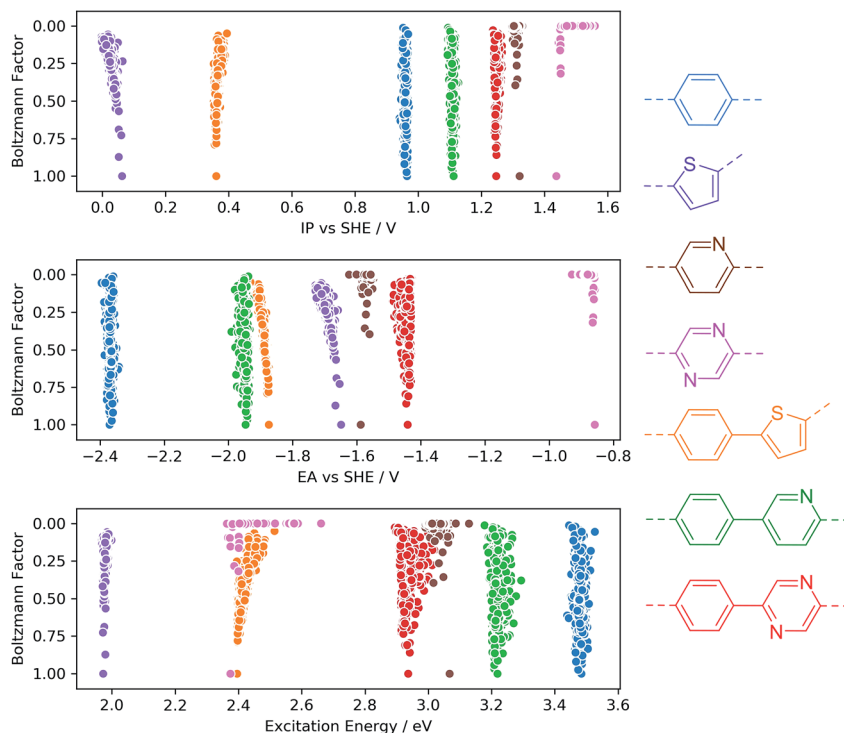 0.00
0.25
0.50
0.75
1.00
Boltzmann Factor
0.0 0.2 0.4 0.6 0.8 1.0 1.2 1.4 1.6
IP vs SHE / V
0.00
0.25
0.50
0.75
1.00
Boltzmann Factor
−2.4 −2.2 −2.0 −1.8 −1.6 −1.4 −1.2 −1.0 −0.8
EA vs SHE / V
0.00
0.25
0.50
0.75
1.00
Boltzmann Factor
2.0 2.2 2.4 2.6 2.8 3.0 3.2 3.4 3.6
Excitation Energy / eV
S
N
N
N
S
N
N
N